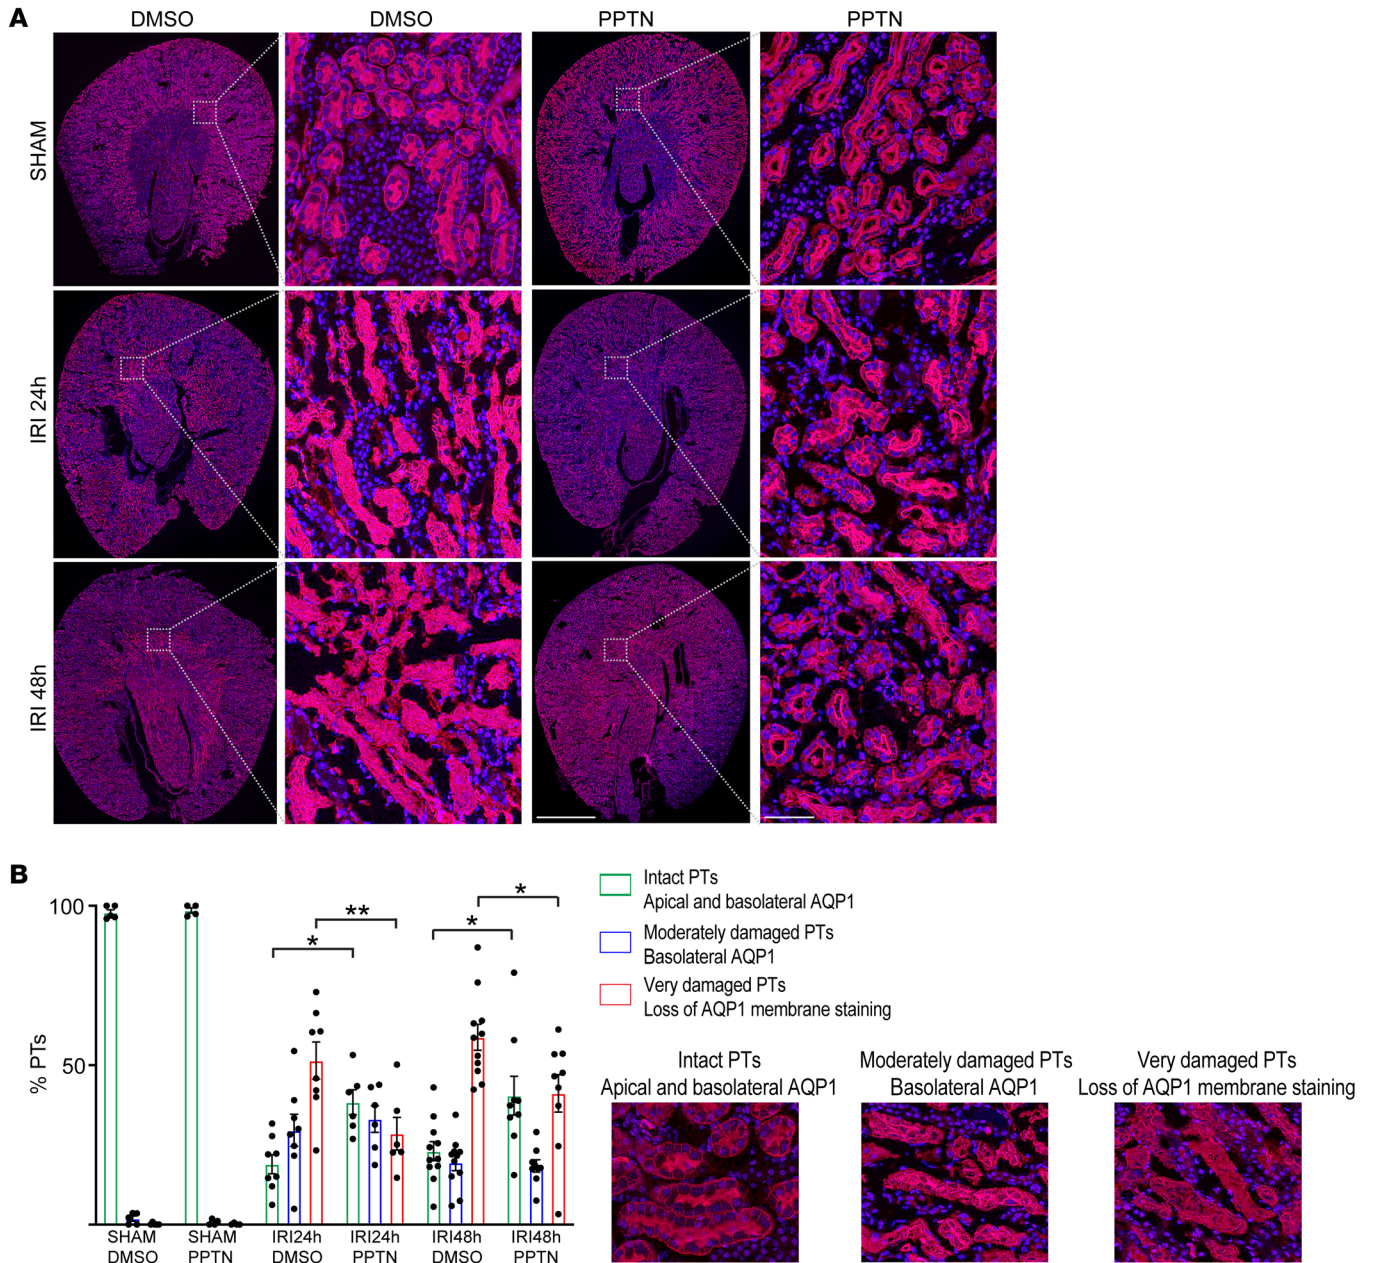 A
DMSO
DMSO
PPTN
PPTN
SHAM
IRI 24h
IRI 48h
B
% PTs
100
50
*
**
*
*
SHAM
DMSO
SHAM
PPTN
IRI24h
DMSO
IRI24h
PPTN
IRI48h
DMSO
IRI48h
PPTN
Intact PTs
Apical and basolateral AQP1
Moderately damaged PTs
Basolateral AQP1
Very damaged PTs
Loss of AQP1 membrane staining
Intact PTs
Apical and basolateral AQP1
Moderately damaged PTs
Basolateral AQP1
Very damaged PTs
Loss of AQP1 membrane staining